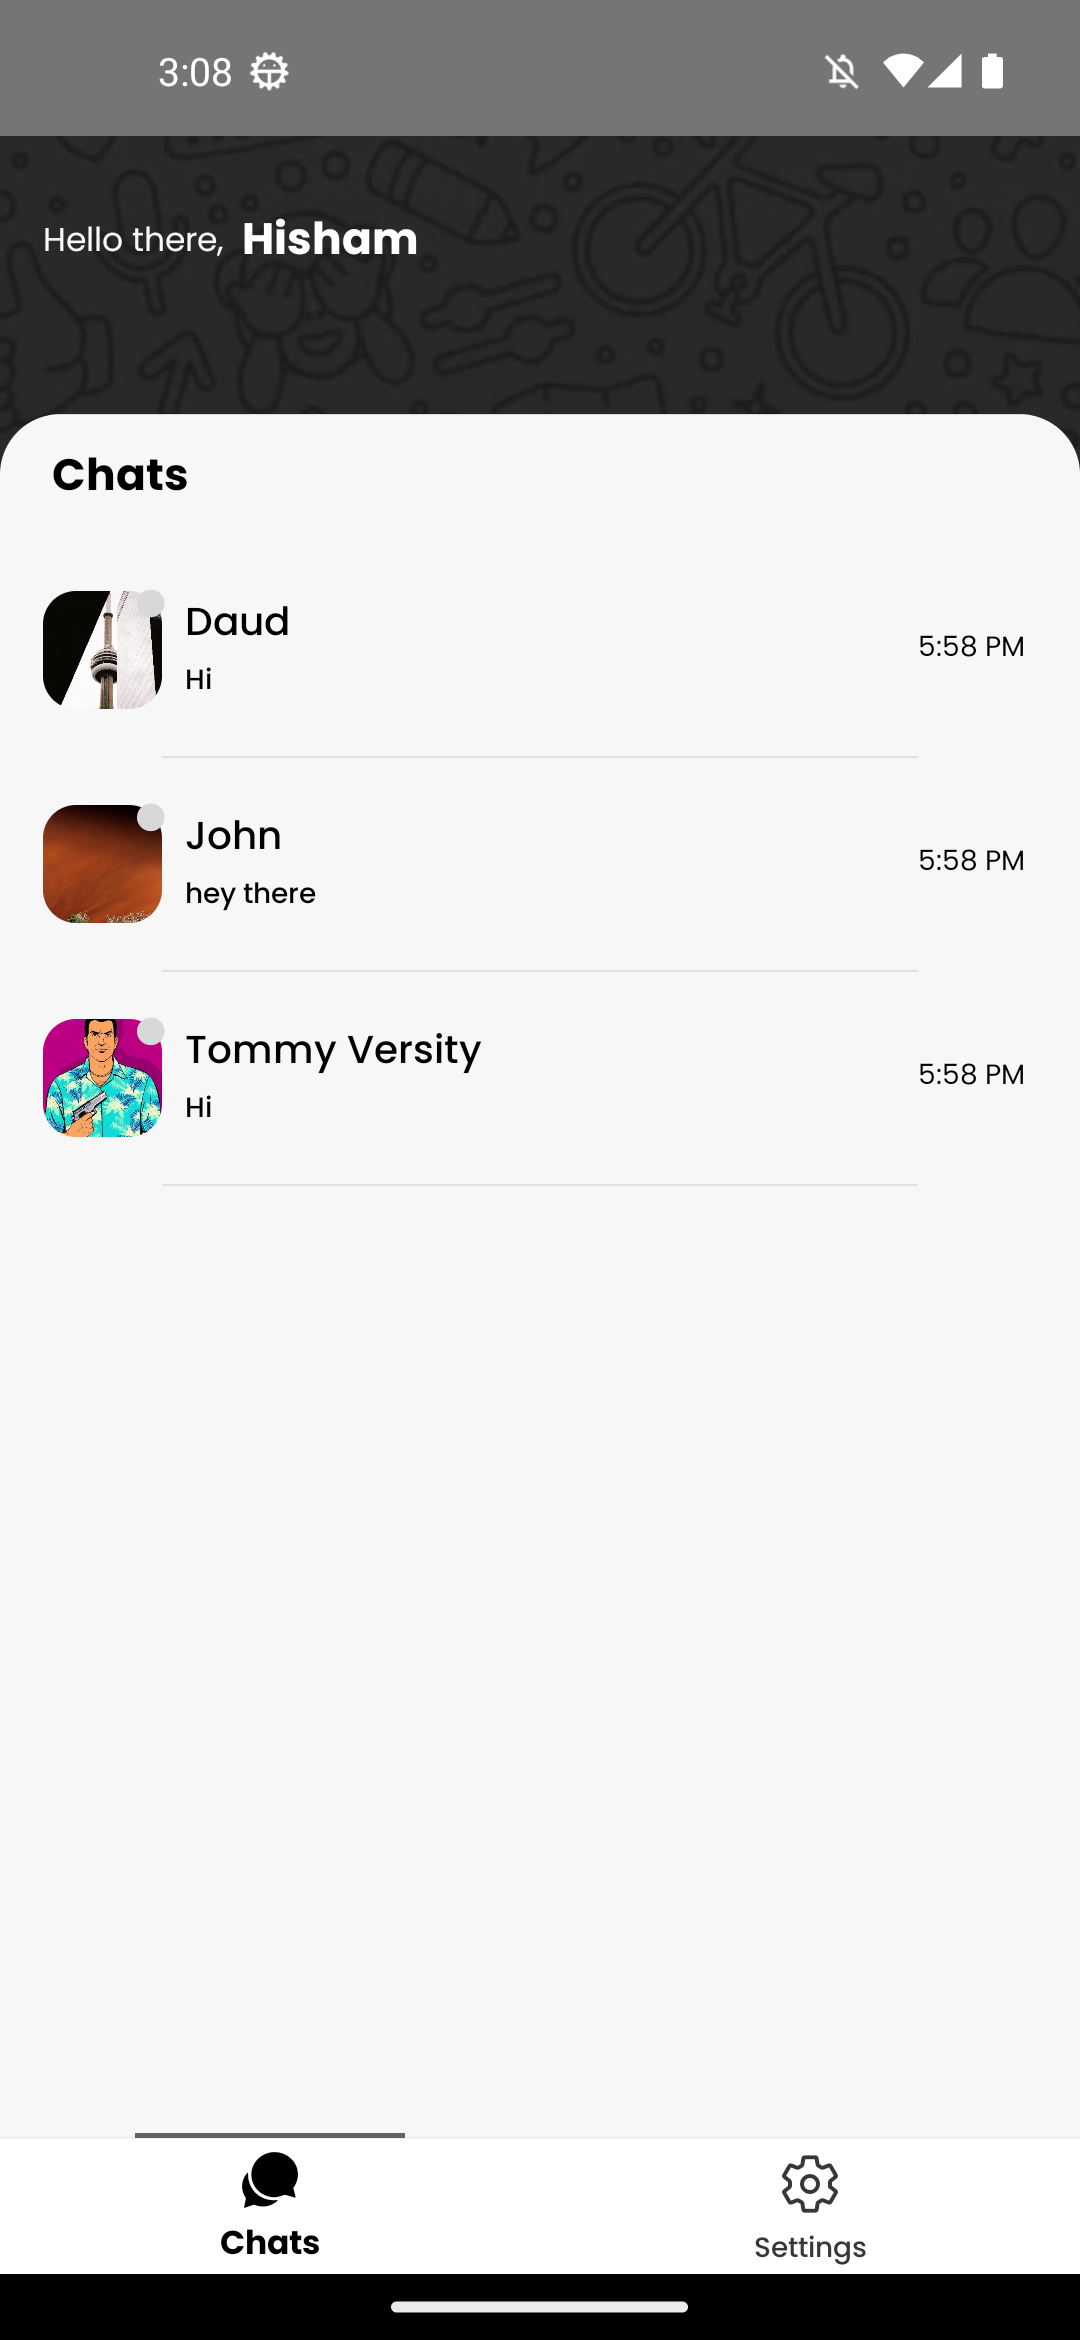 3:08
Hello there, Hisham
Chats
Daud
Hi
5:58 PM
John
hey there
5:58 PM
Tommy Versity
Hi
5:58 PM
Chats
Settings